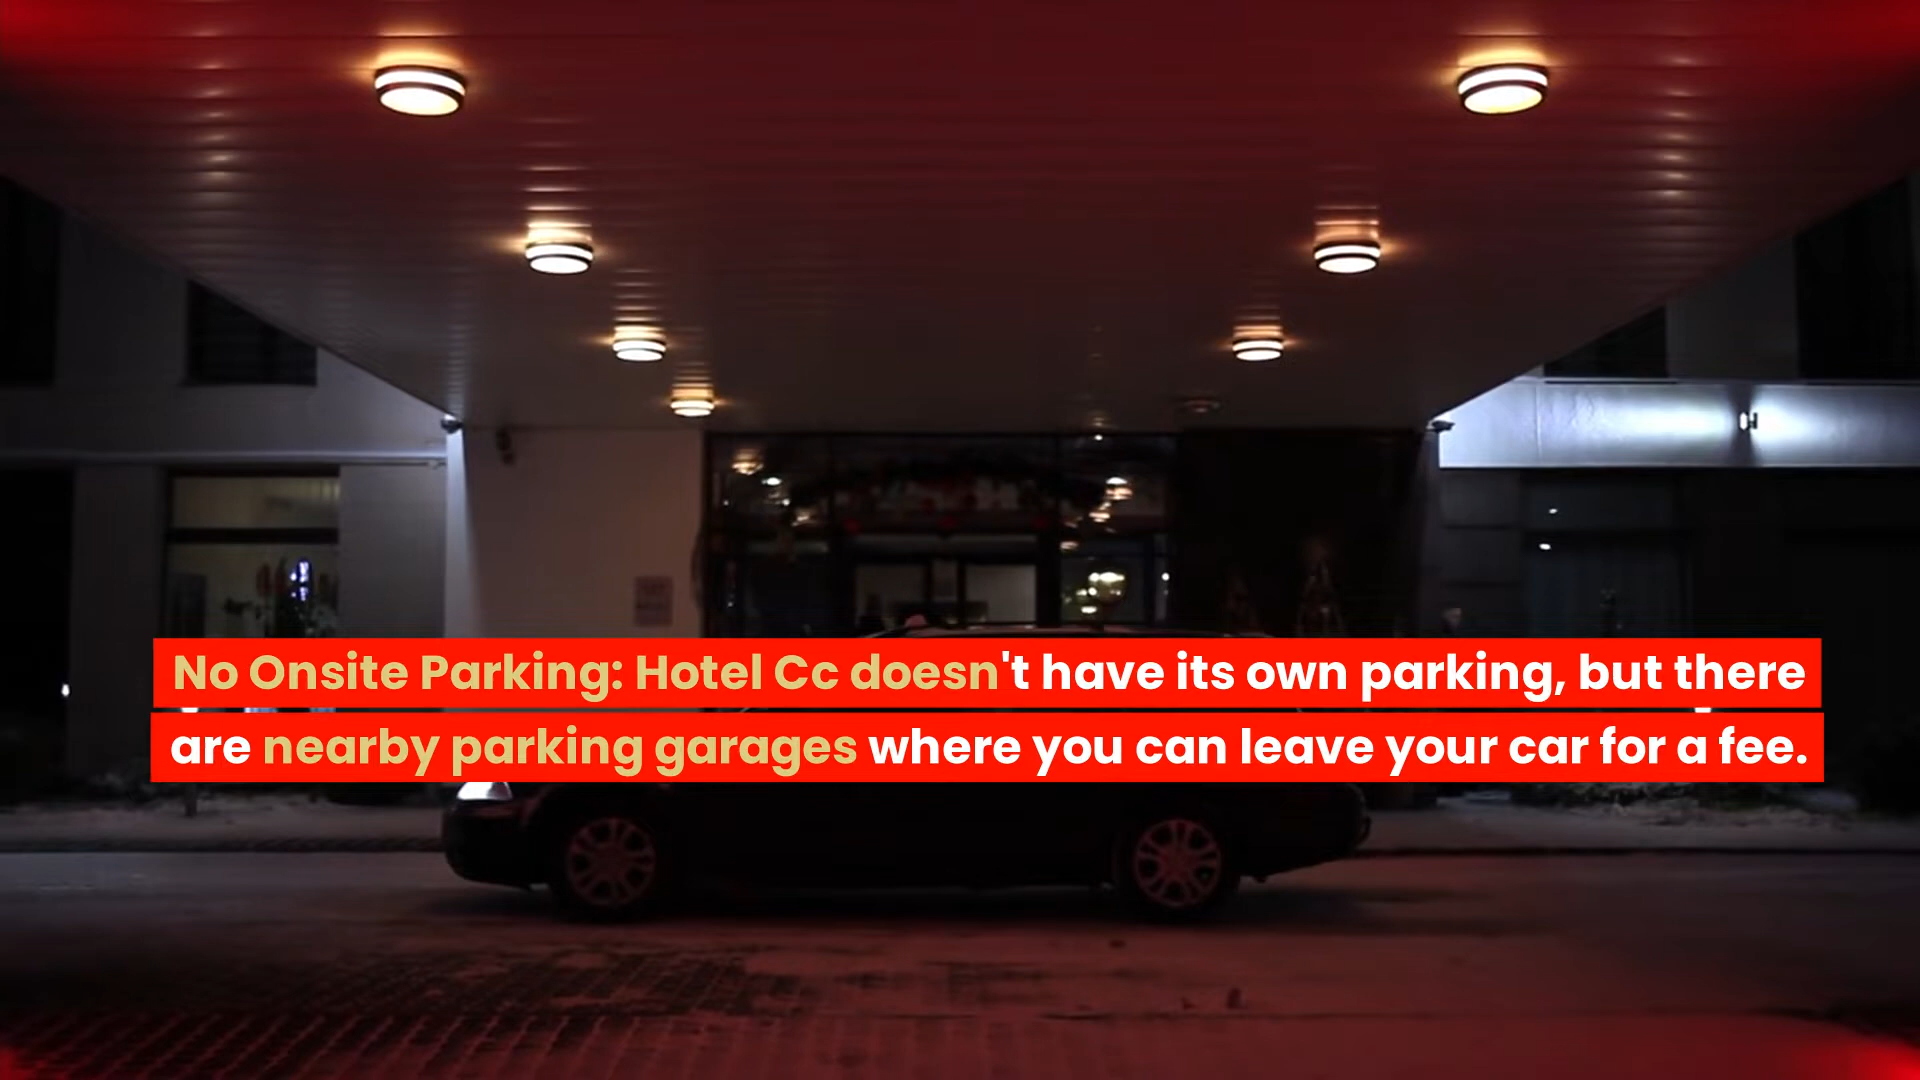 No Onsite Parking: Hotel Cc doesn't have its own parking, but there
are nearby parking garages where you can leave your car for a fee.